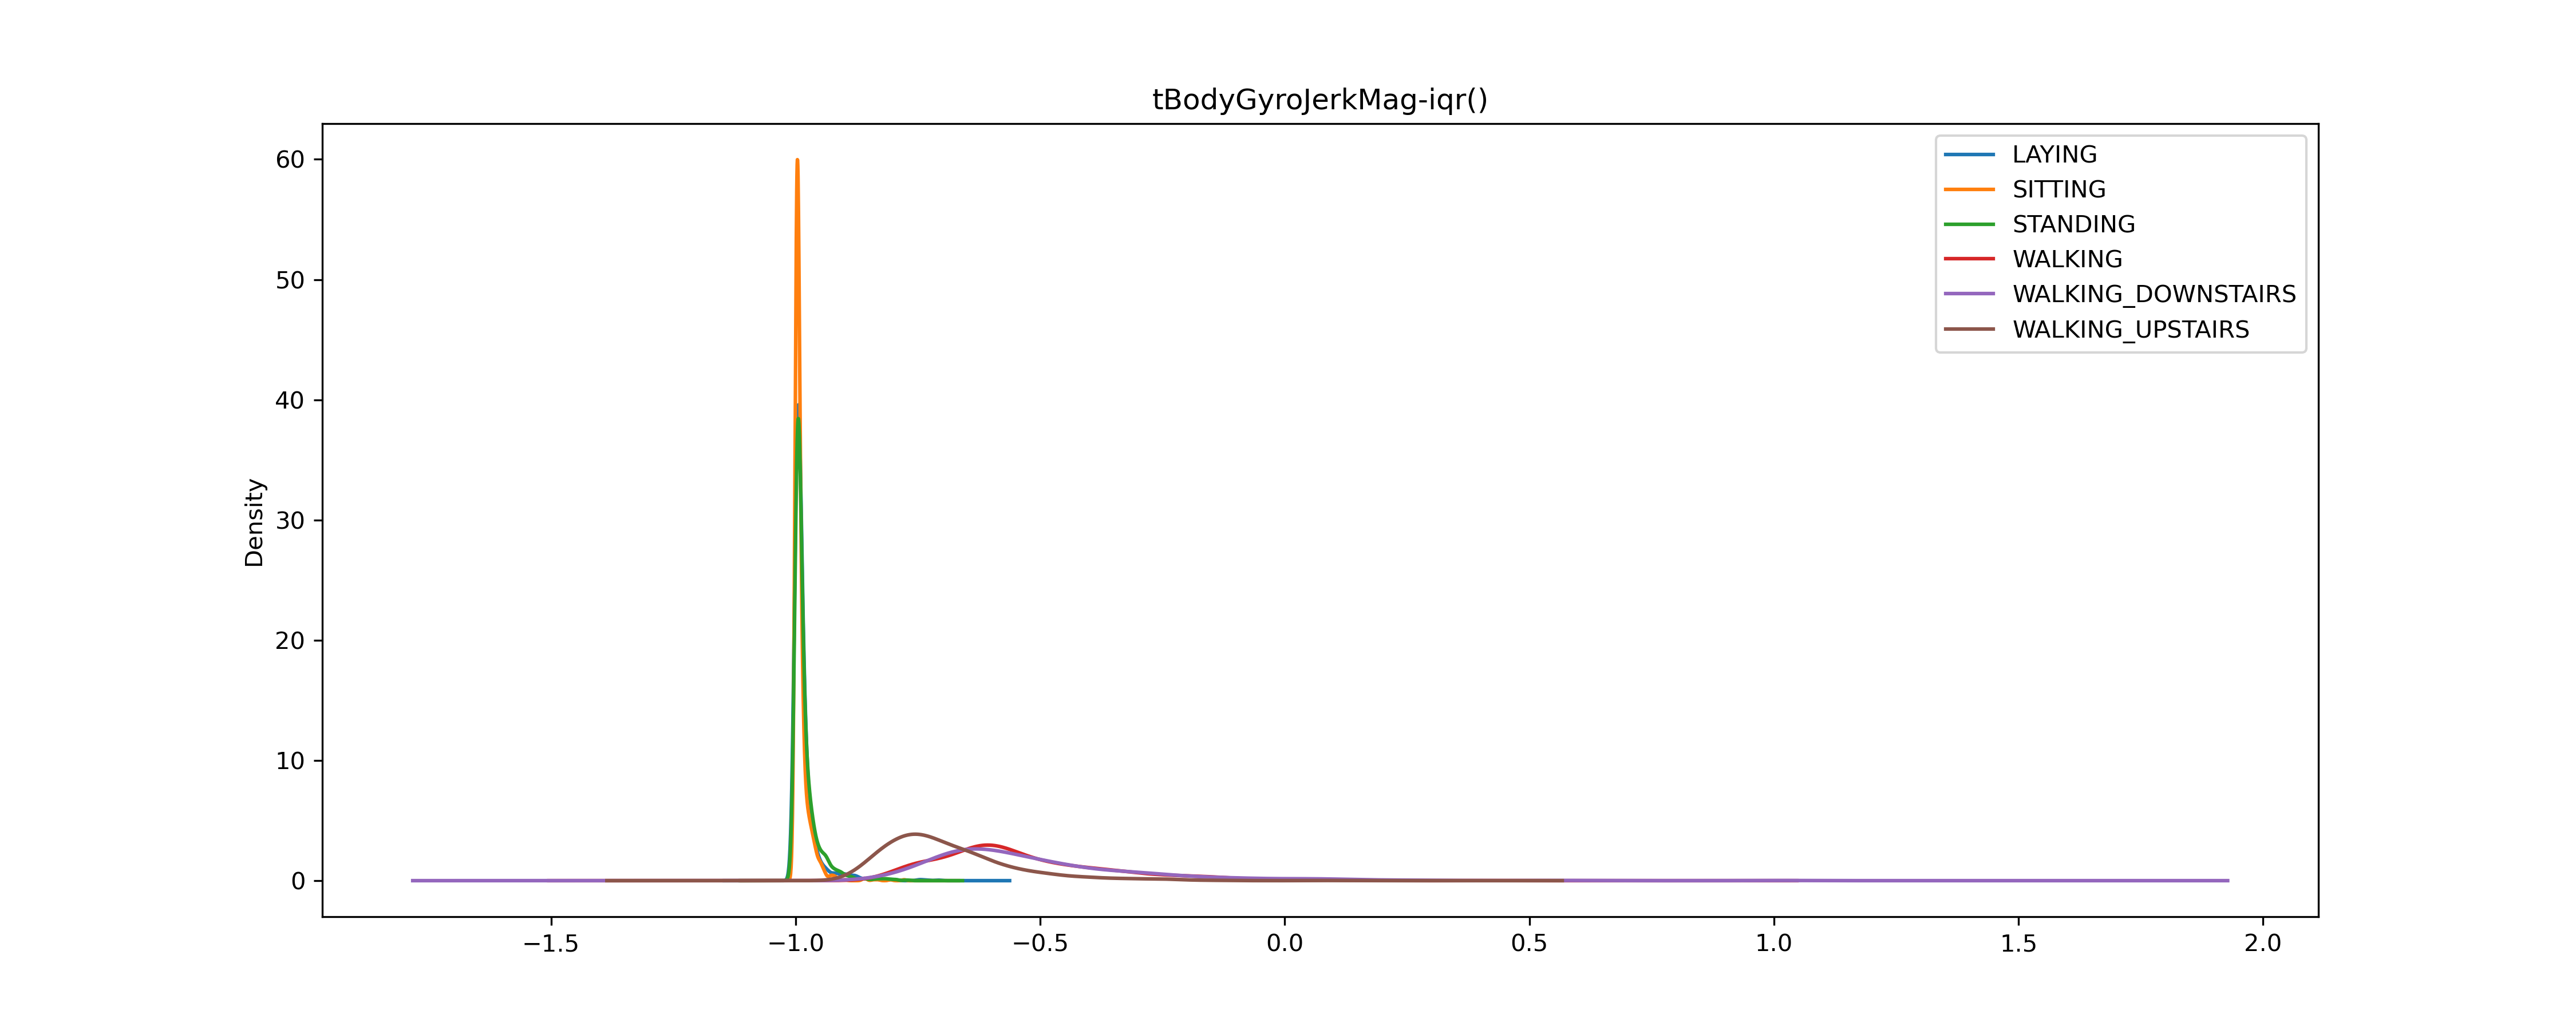 tBodyGyroJerkMag-iqr()
LAYING
SITTING
STANDING
WALKING
WALKING_DOWNSTAIRS
WALKING_UPSTAIRS
Density
60
50
40
30
20
10
0
−1.5 −1.0 −0.5 0.0 0.5 1.0 1.5 2.0